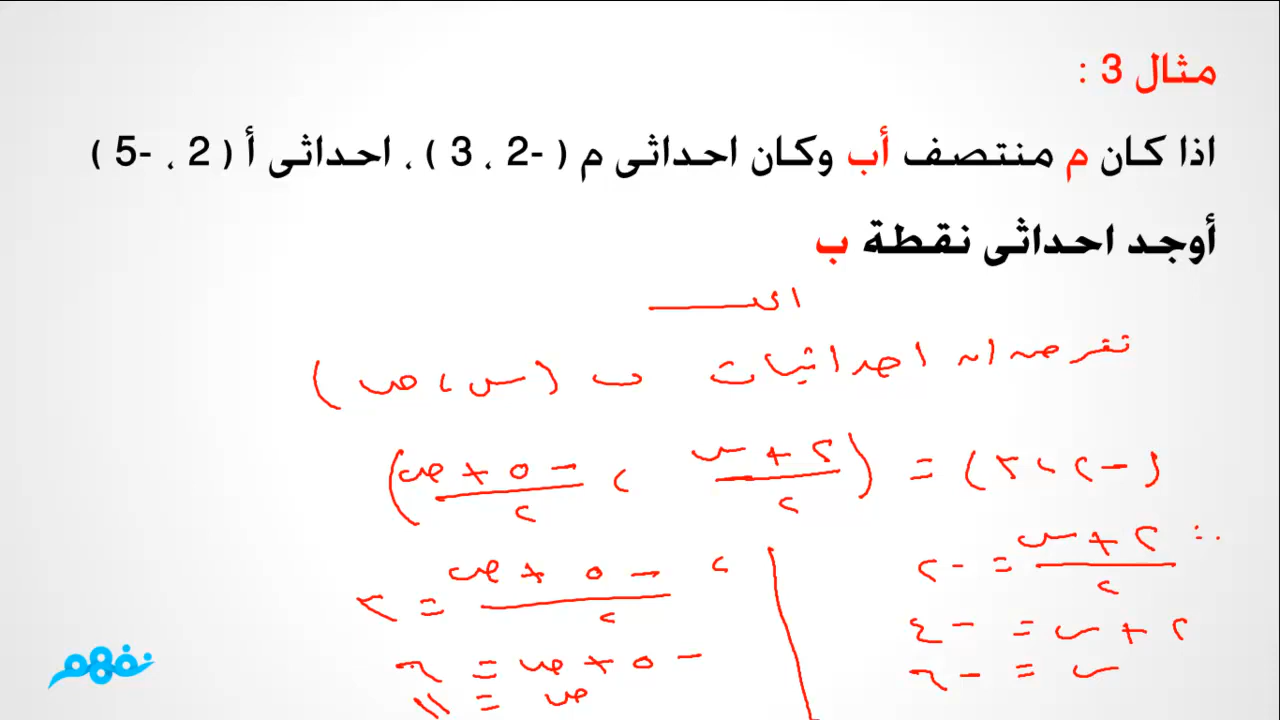 مثال 3 :
اذا كان م منتصف أب وكان احداثى م ( -2 ، 3 ) ، احداثى أ ( 2 ، -5 )
أوجد احداثى نقطة ب
الحـــــل
نفرض ان احداثيات ب (س ، ص)
(-٢ ، ٣) = (٢ + س / ٢ ، -٥ + ص / ٢)
∴ ٢ + س / ٢ = -٢ ، -٥ + ص / ٢ = ٣
٢ + س = -٤ -٥ + ص = ٦
س = -٦ ص = ١١
نفهم